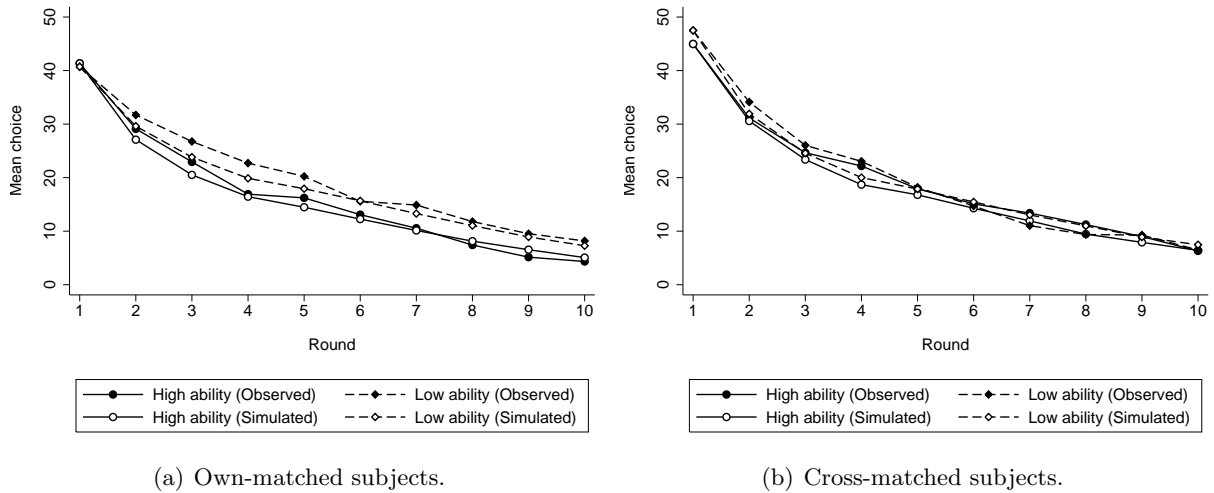 50
40
30
20
10
0
Mean choice
1 2 3 4 5 6 7 8 9 10
Round
High ability (Observed) Low ability (Observed)
High ability (Simulated) Low ability (Simulated)
(a) Own-matched subjects.
50
40
30
20
10
0
Mean choice
1 2 3 4 5 6 7 8 9 10
Round
High ability (Observed) Low ability (Observed)
High ability (Simulated) Low ability (Simulated)
(b) Cross-matched subjects.